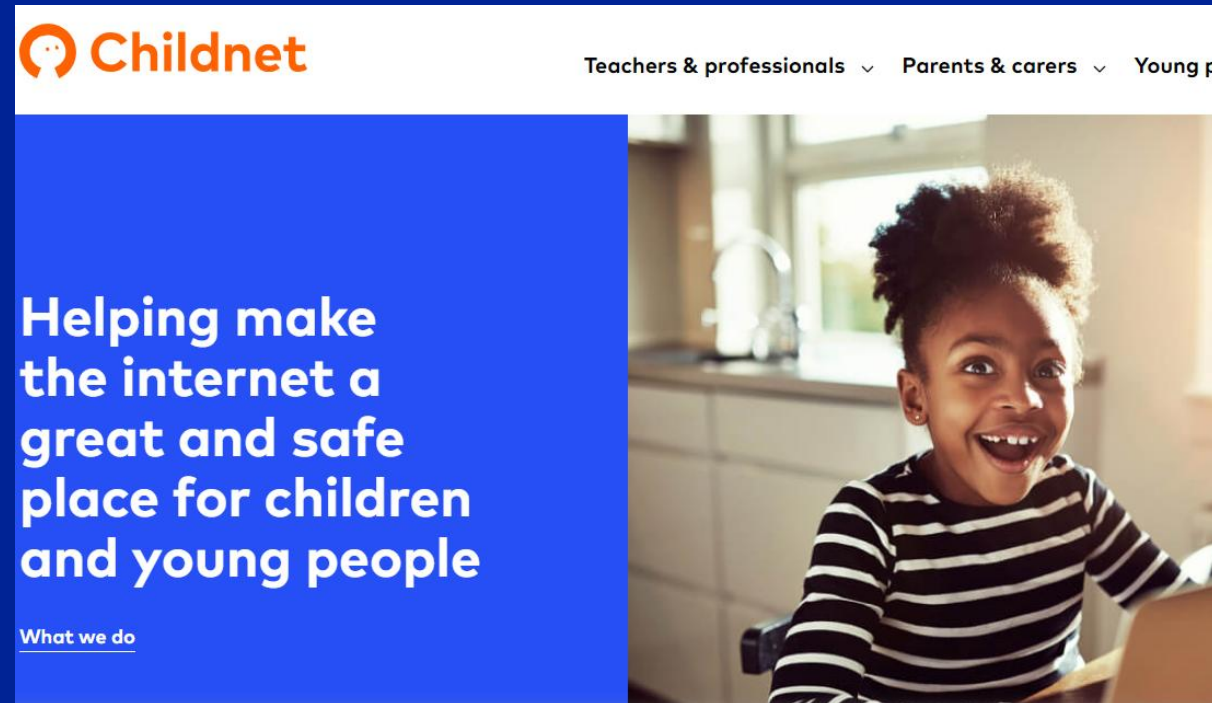 Childnet
Teachers & professionals Parents & carers Young p
Helping make
the internet a
great and safe
place for children
and young people
What we do